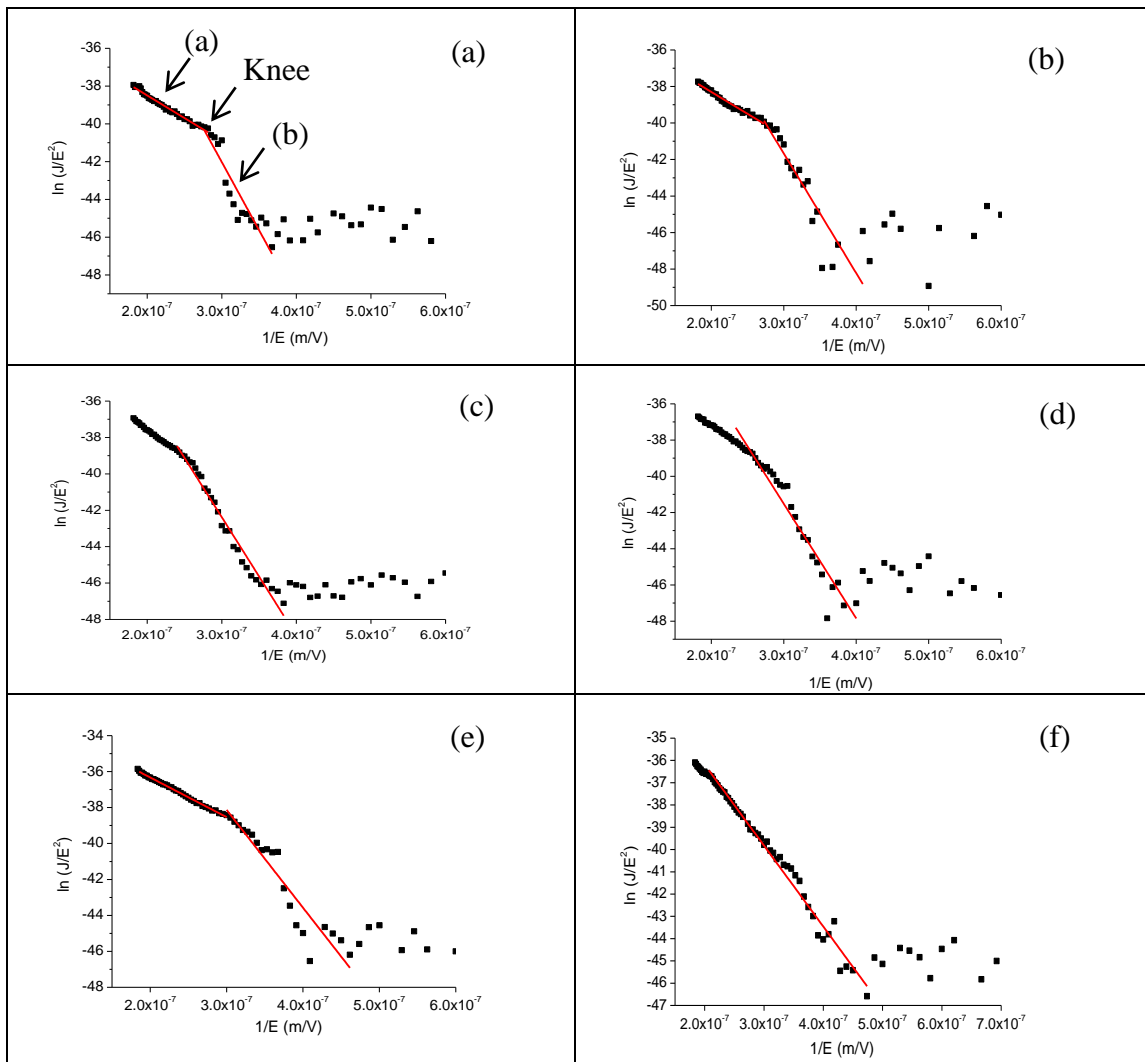 (a)
(a)
Knee
(b)
-36
-38
-40
-42
-44
-46
-48
ln (J/E²)
2.0x10⁻⁷ 3.0x10⁻⁷ 4.0x10⁻⁷ 5.0x10⁻⁷ 6.0x10⁻⁷
1/E (m/V)
(b)
-36
-38
-40
-42
-44
-46
-48
-50
ln (J/E²)
2.0x10⁻⁷ 3.0x10⁻⁷ 4.0x10⁻⁷ 5.0x10⁻⁷ 6.0x10⁻⁷
1/E (m/V)
(c)
-36
-38
-40
-42
-44
-46
-48
ln (J/E²)
2.0x10⁻⁷ 3.0x10⁻⁷ 4.0x10⁻⁷ 5.0x10⁻⁷ 6.0x10⁻⁷
1/E (m/V)
(d)
-36
-38
-40
-42
-44
-46
-48
ln (J/E²)
2.0x10⁻⁷ 3.0x10⁻⁷ 4.0x10⁻⁷ 5.0x10⁻⁷ 6.0x10⁻⁷
1/E (m/V)
(e)
-34
-36
-38
-40
-42
-44
-46
-48
ln (J/E²)
2.0x10⁻⁷ 3.0x10⁻⁷ 4.0x10⁻⁷ 5.0x10⁻⁷ 6.0x10⁻⁷
1/E (m/V)
(f)
-35
-36
-37
-38
-39
-40
-41
-42
-43
-44
-45
-46
-47
ln (J/E²)
2.0x10⁻⁷ 3.0x10⁻⁷ 4.0x10⁻⁷ 5.0x10⁻⁷ 6.0x10⁻⁷ 7.0x10⁻⁷
1/E (m/V)